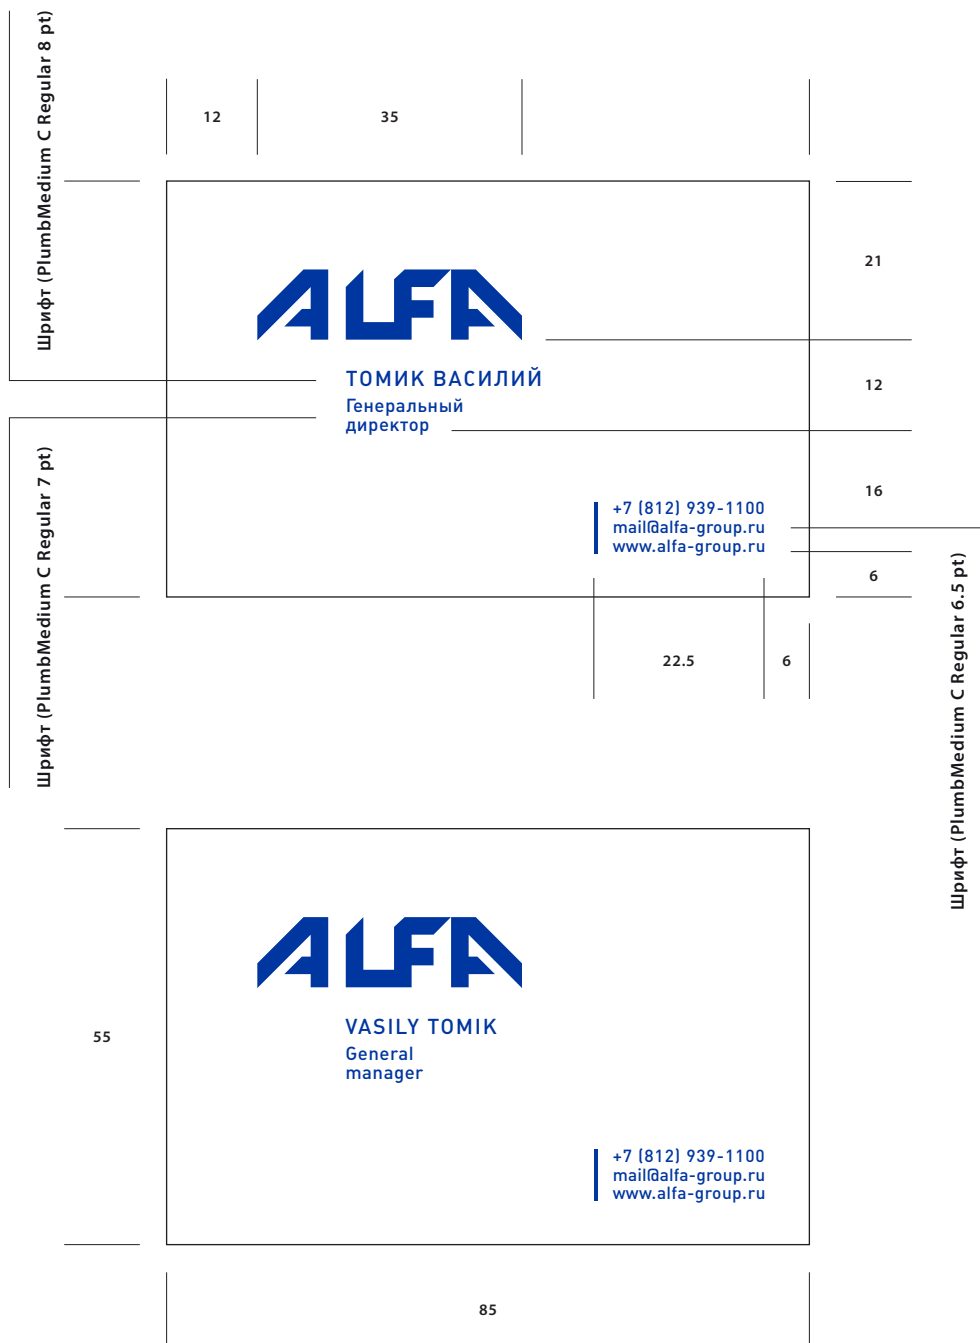 Шрифт (PlumbMedium C Regular 8 pt)
12
35
21
ALFA
ТОМИК ВАСИЛИЙ
Генеральный
директор
12
16
+7 (812) 939-1100
mail@alfa-group.ru
www.alfa-group.ru
6
Шрифт (PlumbMedium C Regular 7 pt)
22.5
6
Шрифт (PlumbMedium C Regular 6.5 pt)
ALFA
VASILY TOMIK
General
manager
55
+7 (812) 939-1100
mail@alfa-group.ru
www.alfa-group.ru
85